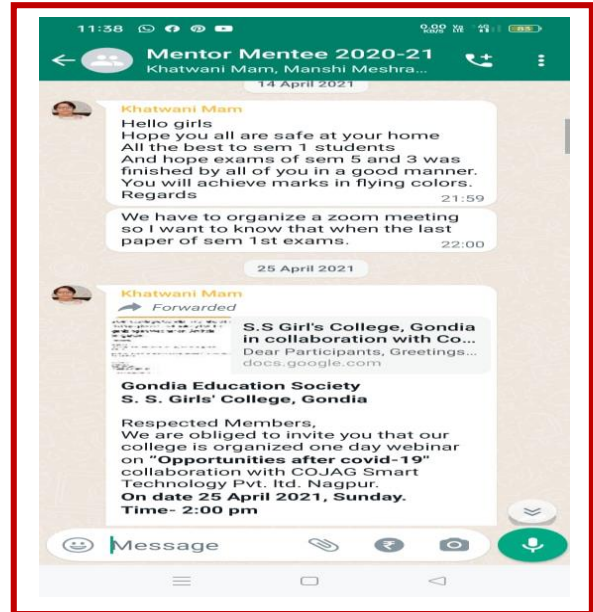 11:38
0.00 KB/S
83
Mentor Mentee 2020-21
Khatwani Mam, Manshi Meshra...
14 April 2021
Khatwani Mam
Hello girls
Hope you all are safe at your home
All the best to sem 1 students
And hope exams of sem 5 and 3 was
finished by all of you in a good manner.
You will achieve marks in flying colors.
Regards
21:59
We have to organize a zoom meeting
so I want to know that when the last
paper of sem 1st exams.
22:00
25 April 2021
Khatwani Mam
Forwarded
S.S Girl's College, Gondia
in collaboration with Co...
Dear Participants, Greetings...
docs.google.com
Gondia Education Society
S. S. Girls' College, Gondia
Respected Members,
We are obliged to invite you that our
college is organized one day webinar
on "Opportunities after covid-19"
collaboration with COJAG Smart
Technology Pvt. ltd. Nagpur.
On date 25 April 2021, Sunday.
Time- 2:00 pm
Message